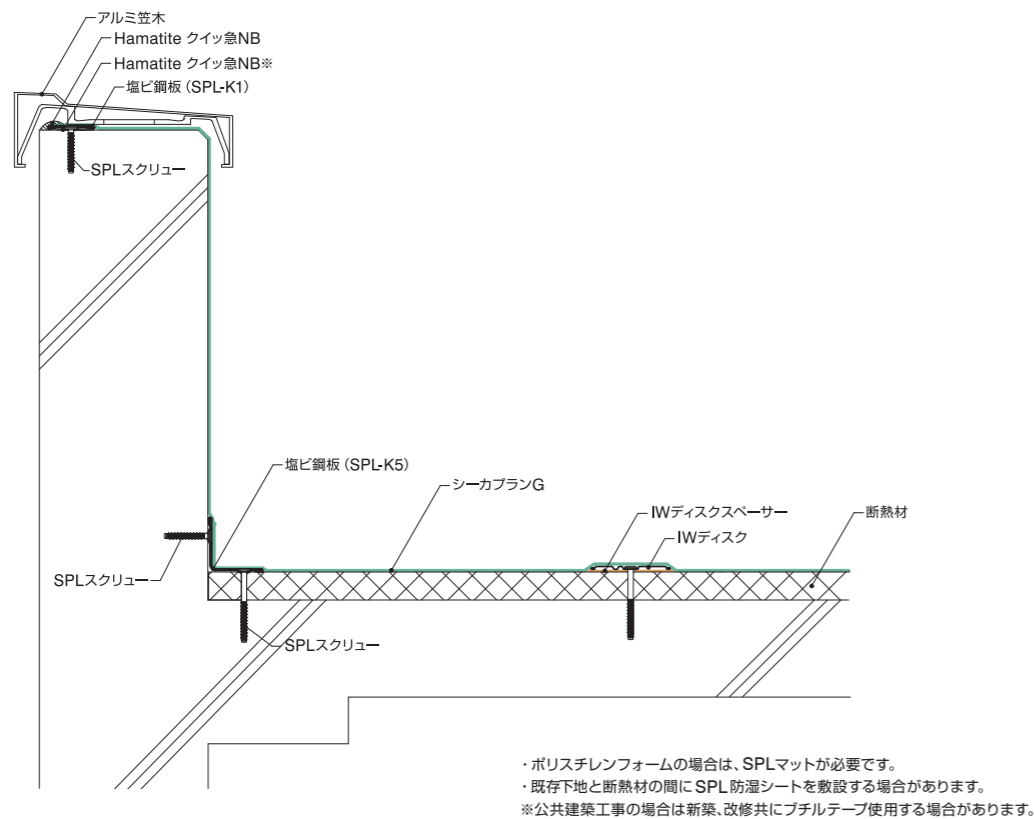 アルミ笠木
Hamatite クイッ急NB
Hamatite クイッ急NB※
塩ビ鋼板（SPL-K1）
SPLスクリュー
塩ビ鋼板（SPL-K5）
シーカプランG
IWディスクスペーサー
断熱材
IWディスク
SPLスクリュー
SPLスクリュー
・ポリスチレンフォームの場合は、SPLマットが必要です。
・既存下地と断熱材の間にSPL防湿シートを敷設する場合があります。
※公共建築工事の場合は新築、改修共にブチルテープ使用する場合があります。